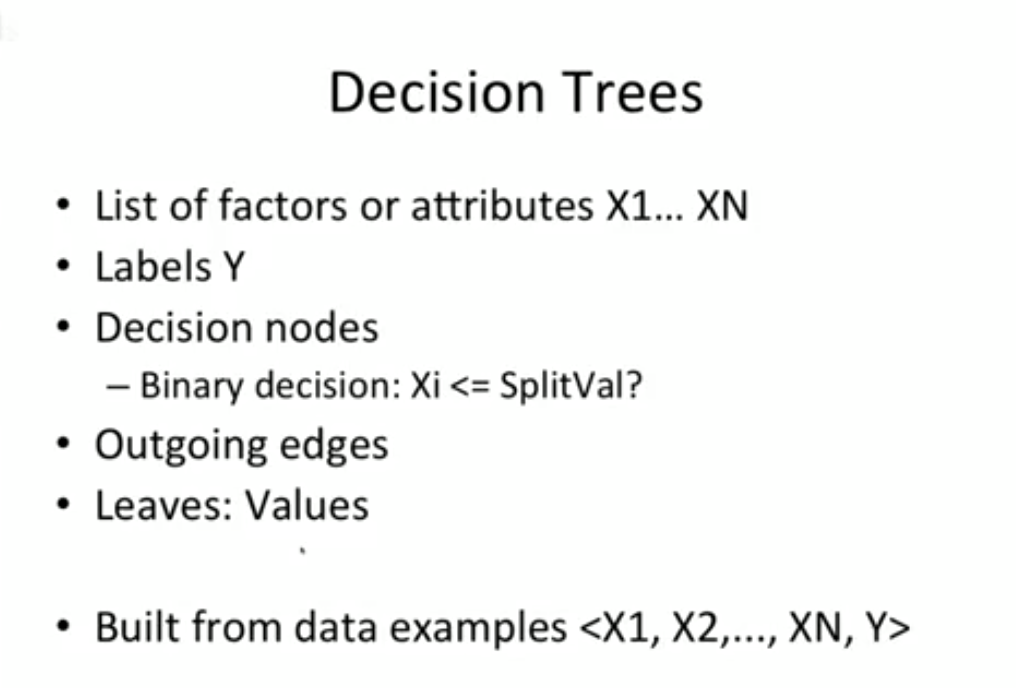 Decision Trees
• List of factors or attributes X1... XN
• Labels Y
• Decision nodes
– Binary decision: Xi <= SplitVal?
• Outgoing edges
• Leaves: Values
• Built from data examples <X1, X2,..., XN, Y>